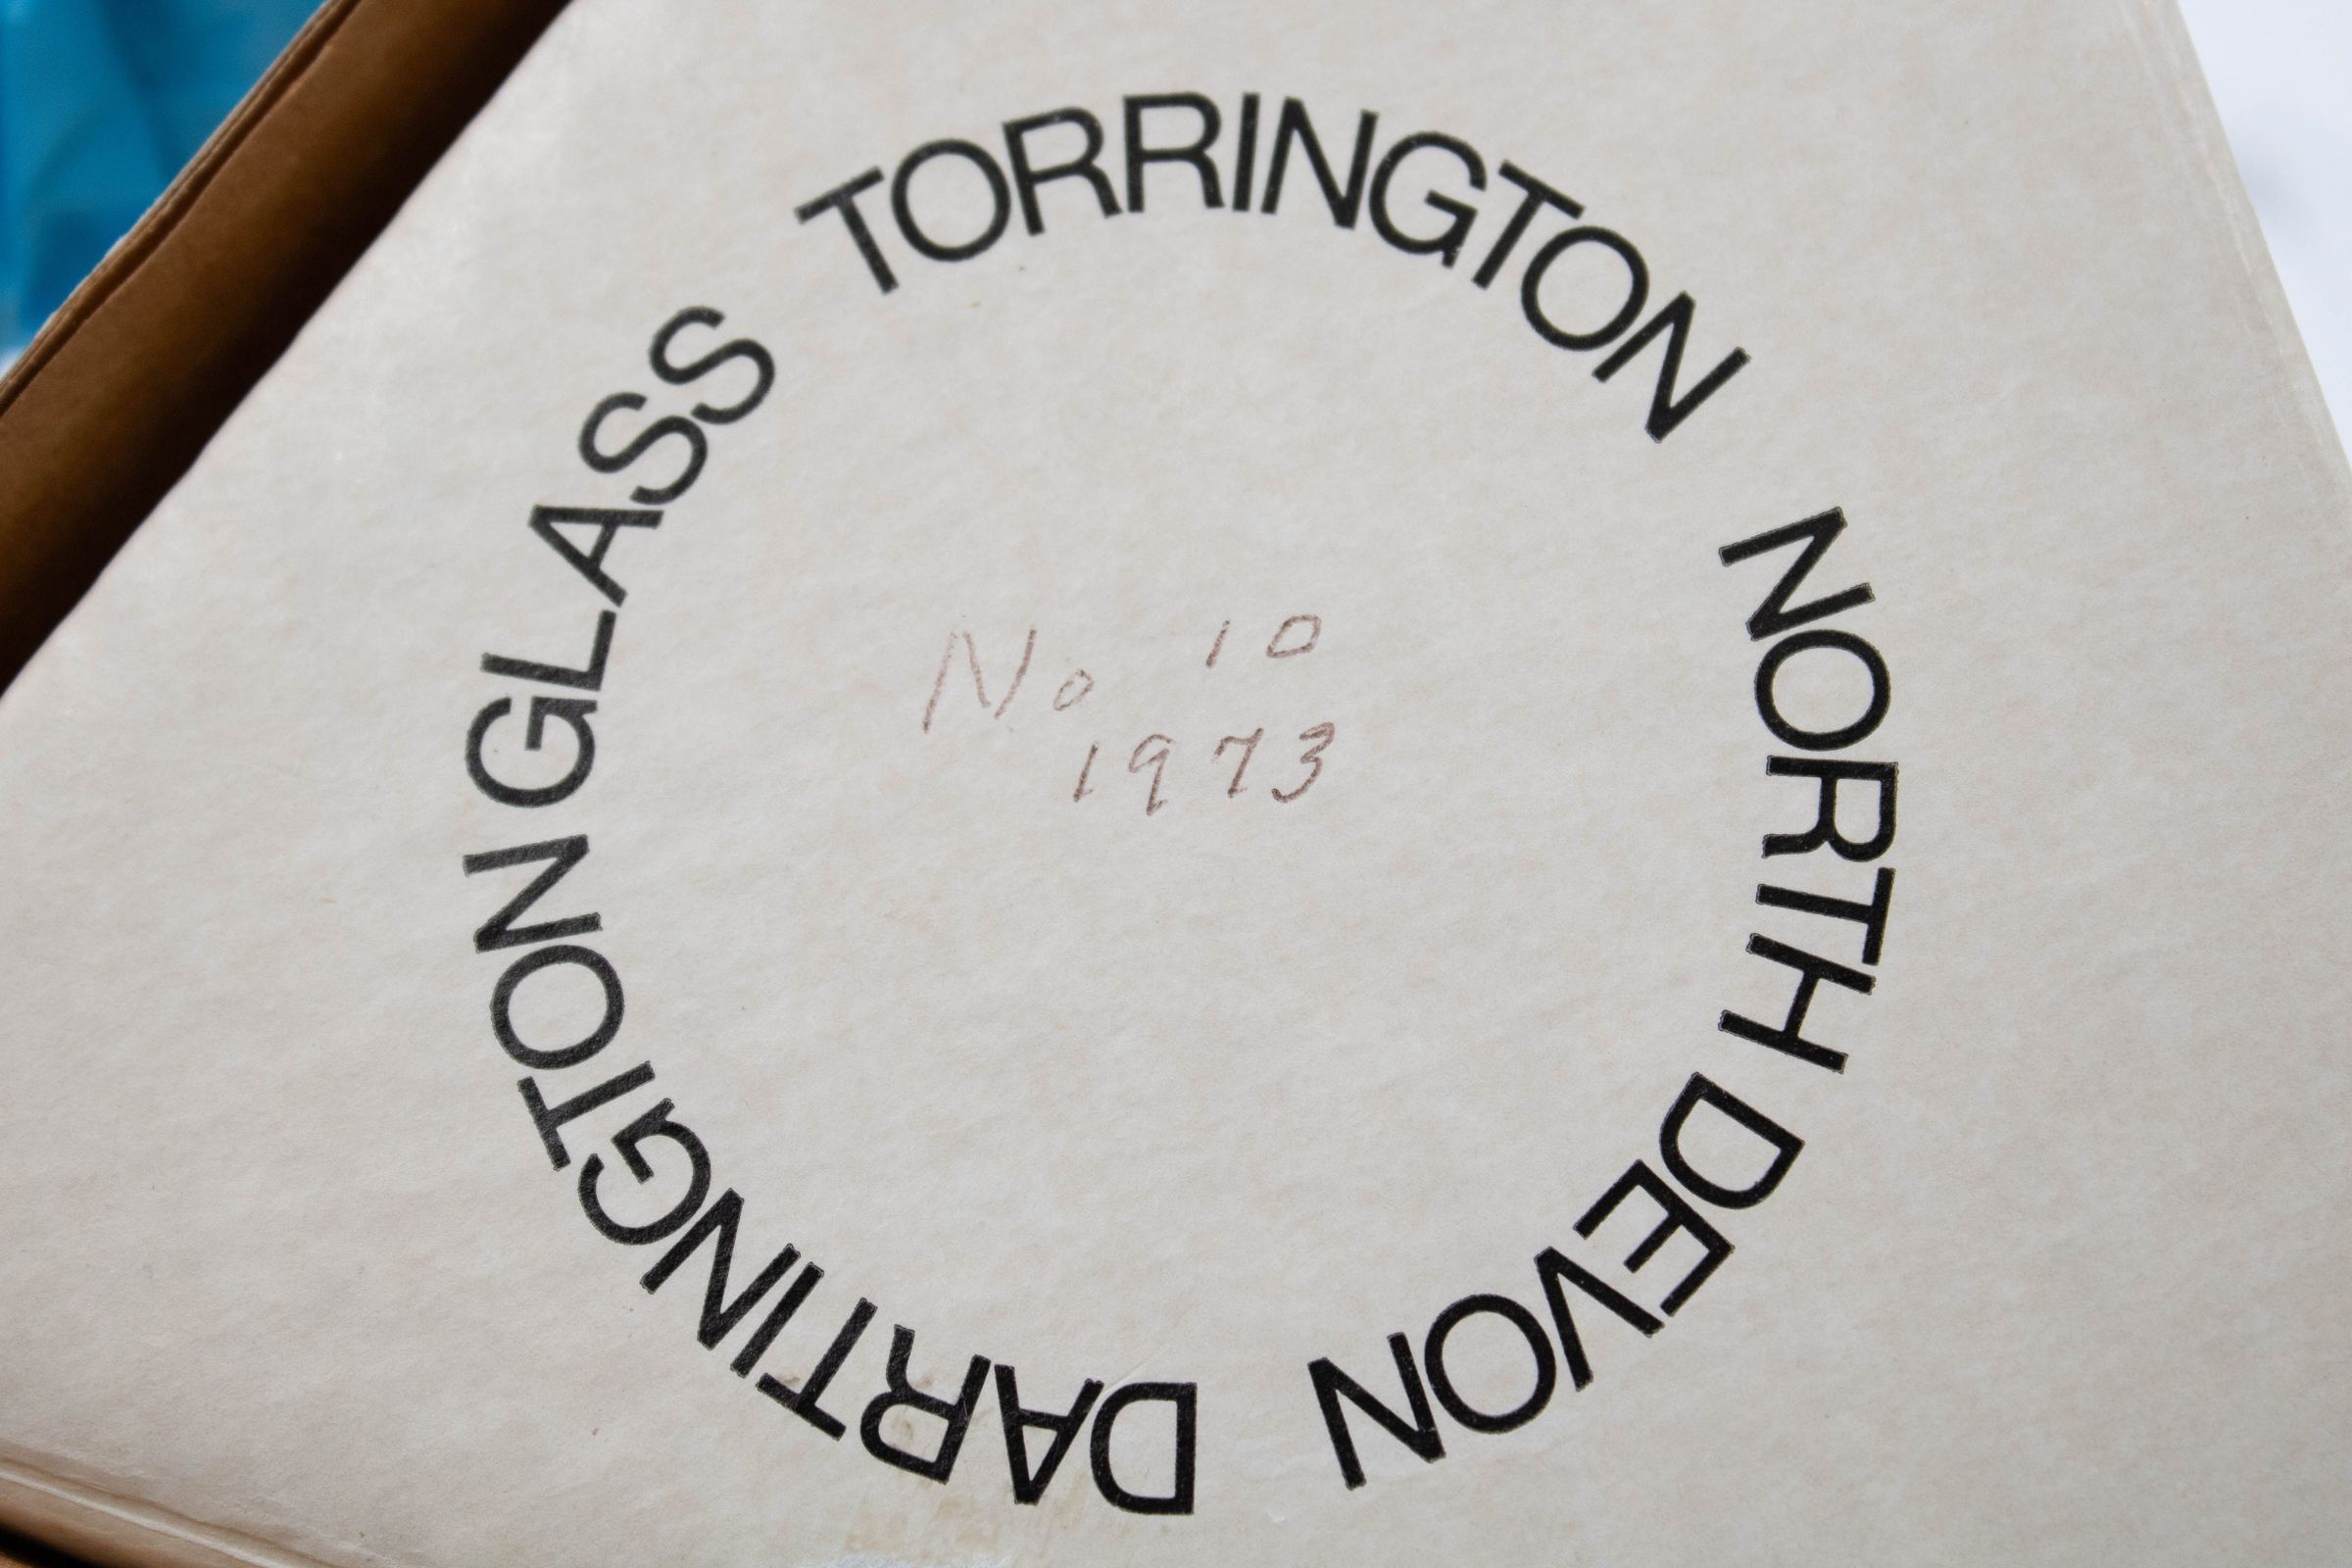 DARTINGTON GLASS TORRINGTON NORTH DEVON
No 10
1973